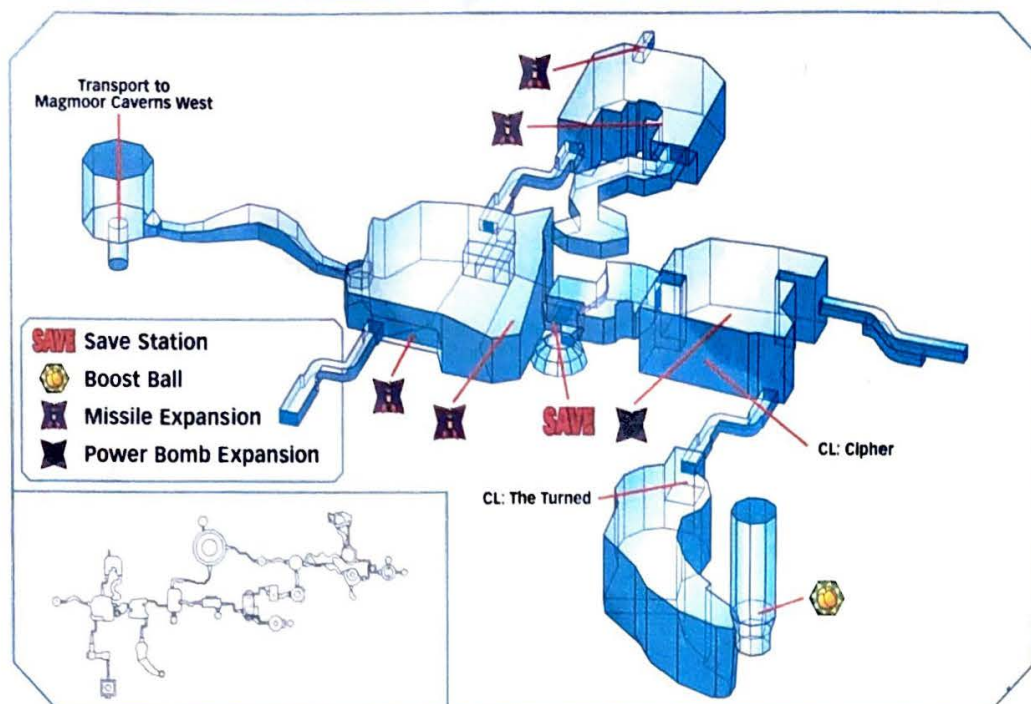 Transport to
Magmoor Caverns West
SAVE Save Station
Boost Ball
Missile Expansion
Power Bomb Expansion
SAVE
CL: Cipher
CL: The Turned